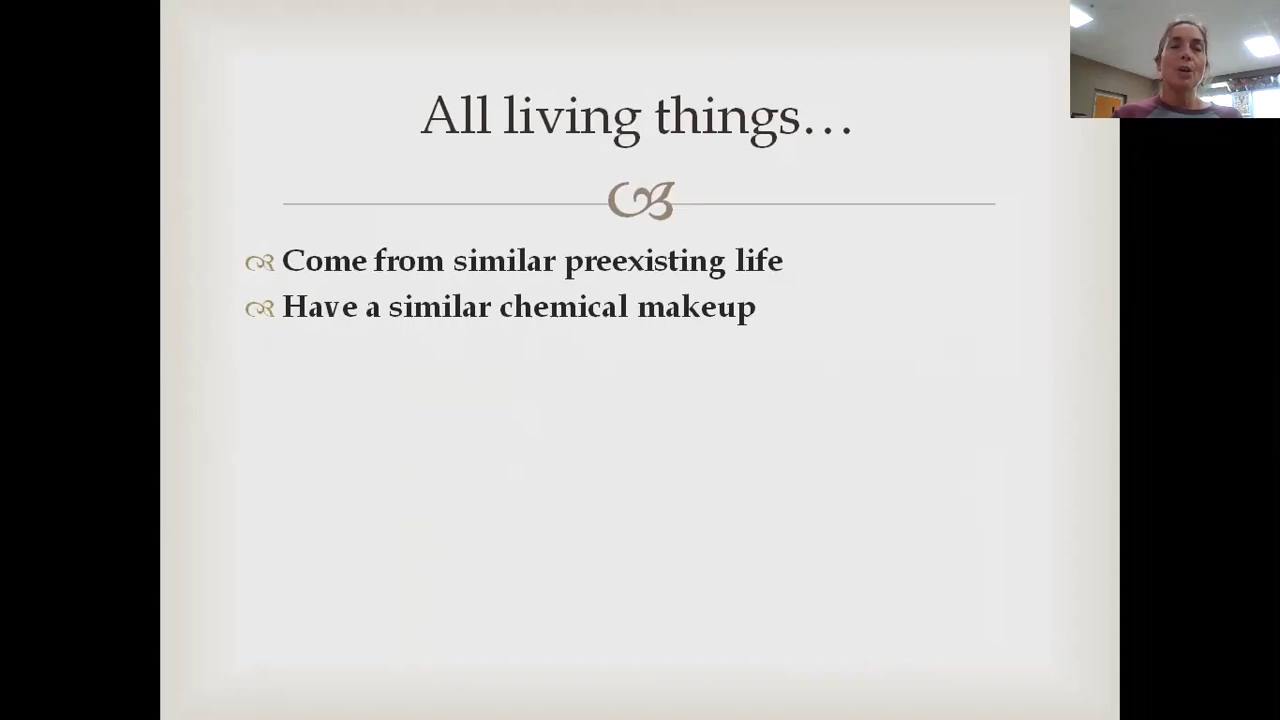 All living things…
Come from similar preexisting life
Have a similar chemical makeup